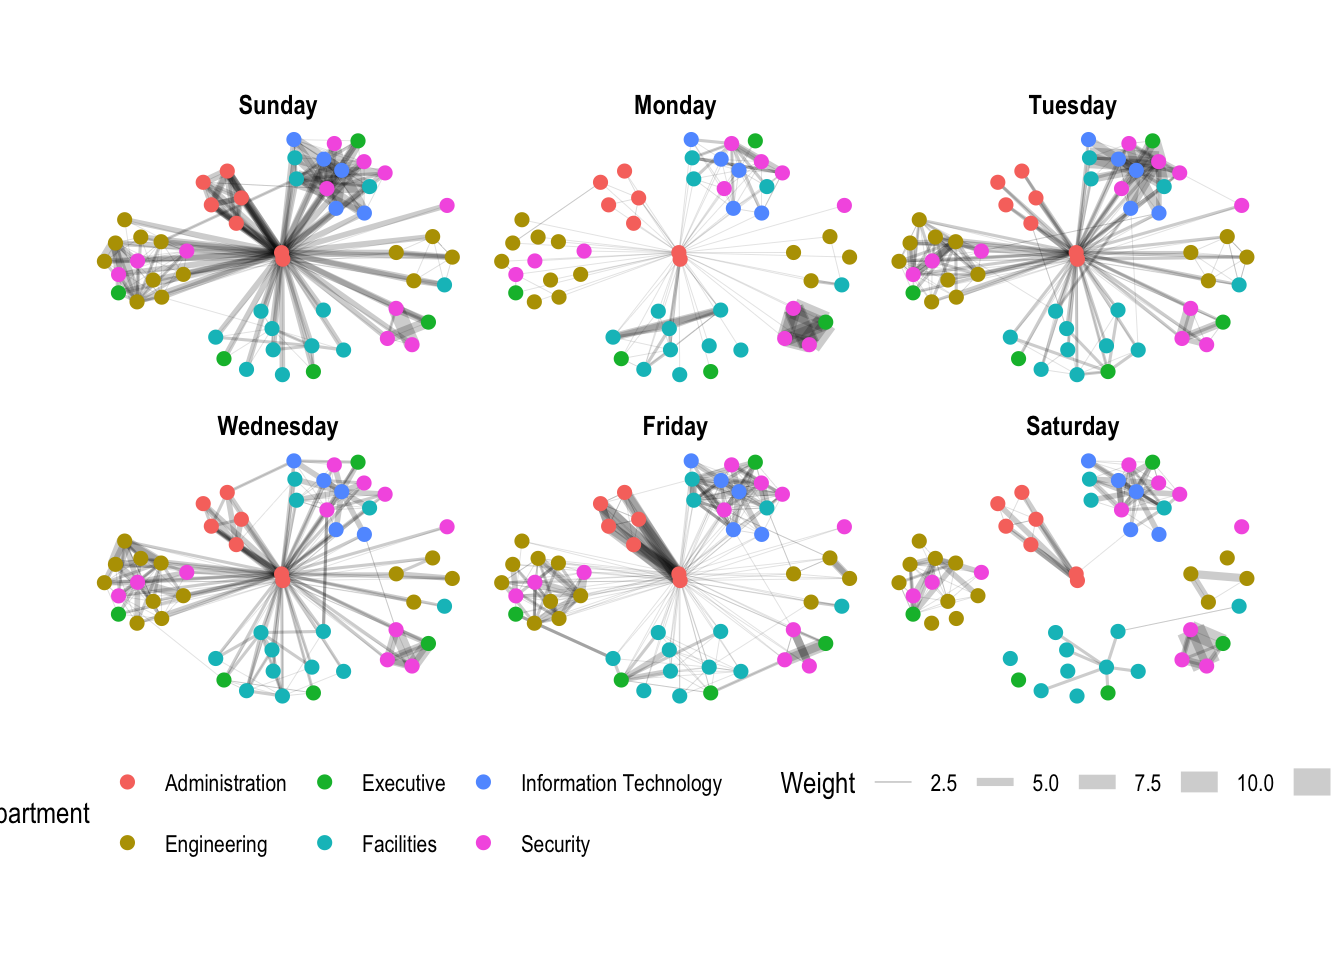 Sunday
Monday
Tuesday
Wednesday
Friday
Saturday
partment
Administration
Executive
Information Technology
Engineering
Facilities
Security
Weight
2.5
5.0
7.5
10.0